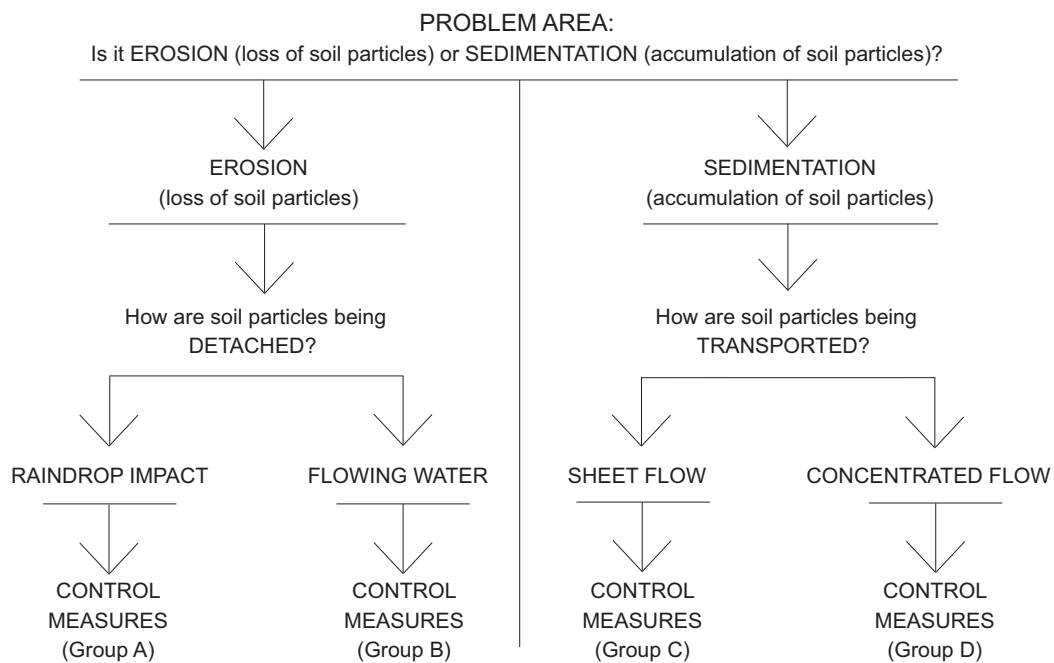 PROBLEM AREA:
Is it EROSION (loss of soil particles) or SEDIMENTATION (accumulation of soil particles)?
EROSION
(loss of soil particles)
How are soil particles being
DETACHED?
RAINDROP IMPACT
CONTROL
MEASURES
(Group A)
FLOWING WATER
CONTROL
MEASURES
(Group B)
SEDIMENTATION
(accumulation of soil particles)
How are soil particles being
TRANSPORTED?
SHEET FLOW
CONTROL
MEASURES
(Group C)
CONCENTRATED FLOW
CONTROL
MEASURES
(Group D)